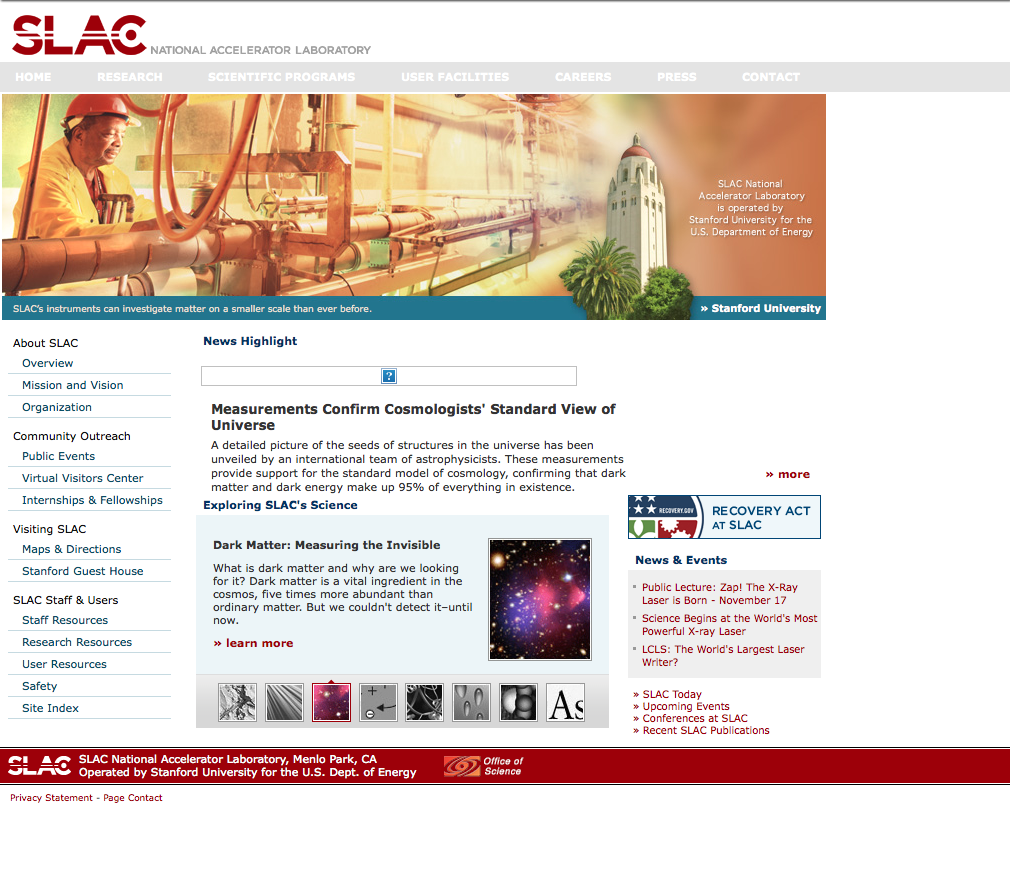 SLAC NATIONAL ACCELERATOR LABORATORY
HOME RESEARCH SCIENTIFIC PROGRAMS USER FACILITIES CAREERS PRESS CONTACT
SLAC National
Accelerator Laboratory
is operated by
Stanford University for the
U.S. Department of Energy
SLAC's instruments can investigate matter on a smaller scale than ever before.
» Stanford University
About SLAC
Overview
Mission and Vision
Organization
Community Outreach
Public Events
Virtual Visitors Center
Internships & Fellowships
Visiting SLAC
Maps & Directions
Stanford Guest House
SLAC Staff & Users
Staff Resources
Research Resources
User Resources
Safety
Site Index
News Highlight
?
Measurements Confirm Cosmologists' Standard View of
Universe
A detailed picture of the seeds of structures in the universe has been
unveiled by an international team of astrophysicists. These measurements
provide support for the standard model of cosmology, confirming that dark
matter and dark energy make up 95% of everything in existence.
» more
Exploring SLAC's Science
Dark Matter: Measuring the Invisible
What is dark matter and why are we looking
for it? Dark matter is a vital ingredient in the
cosmos, five times more abundant than
ordinary matter. But we couldn't detect it–until
now.
» learn more
As
RECOVERY.GOV
RECOVERY ACT
AT SLAC
News & Events
Public Lecture: Zap! The X-Ray
Laser is Born - November 17
Science Begins at the World's Most
Powerful X-ray Laser
LCLS: The World's Largest Laser
Writer?
» SLAC Today
» Upcoming Events
» Conferences at SLAC
» Recent SLAC Publications
SLAC
SLAC National Accelerator Laboratory, Menlo Park, CA
Operated by Stanford University for the U.S. Dept. of Energy
Office of
Science
Privacy Statement - Page Contact